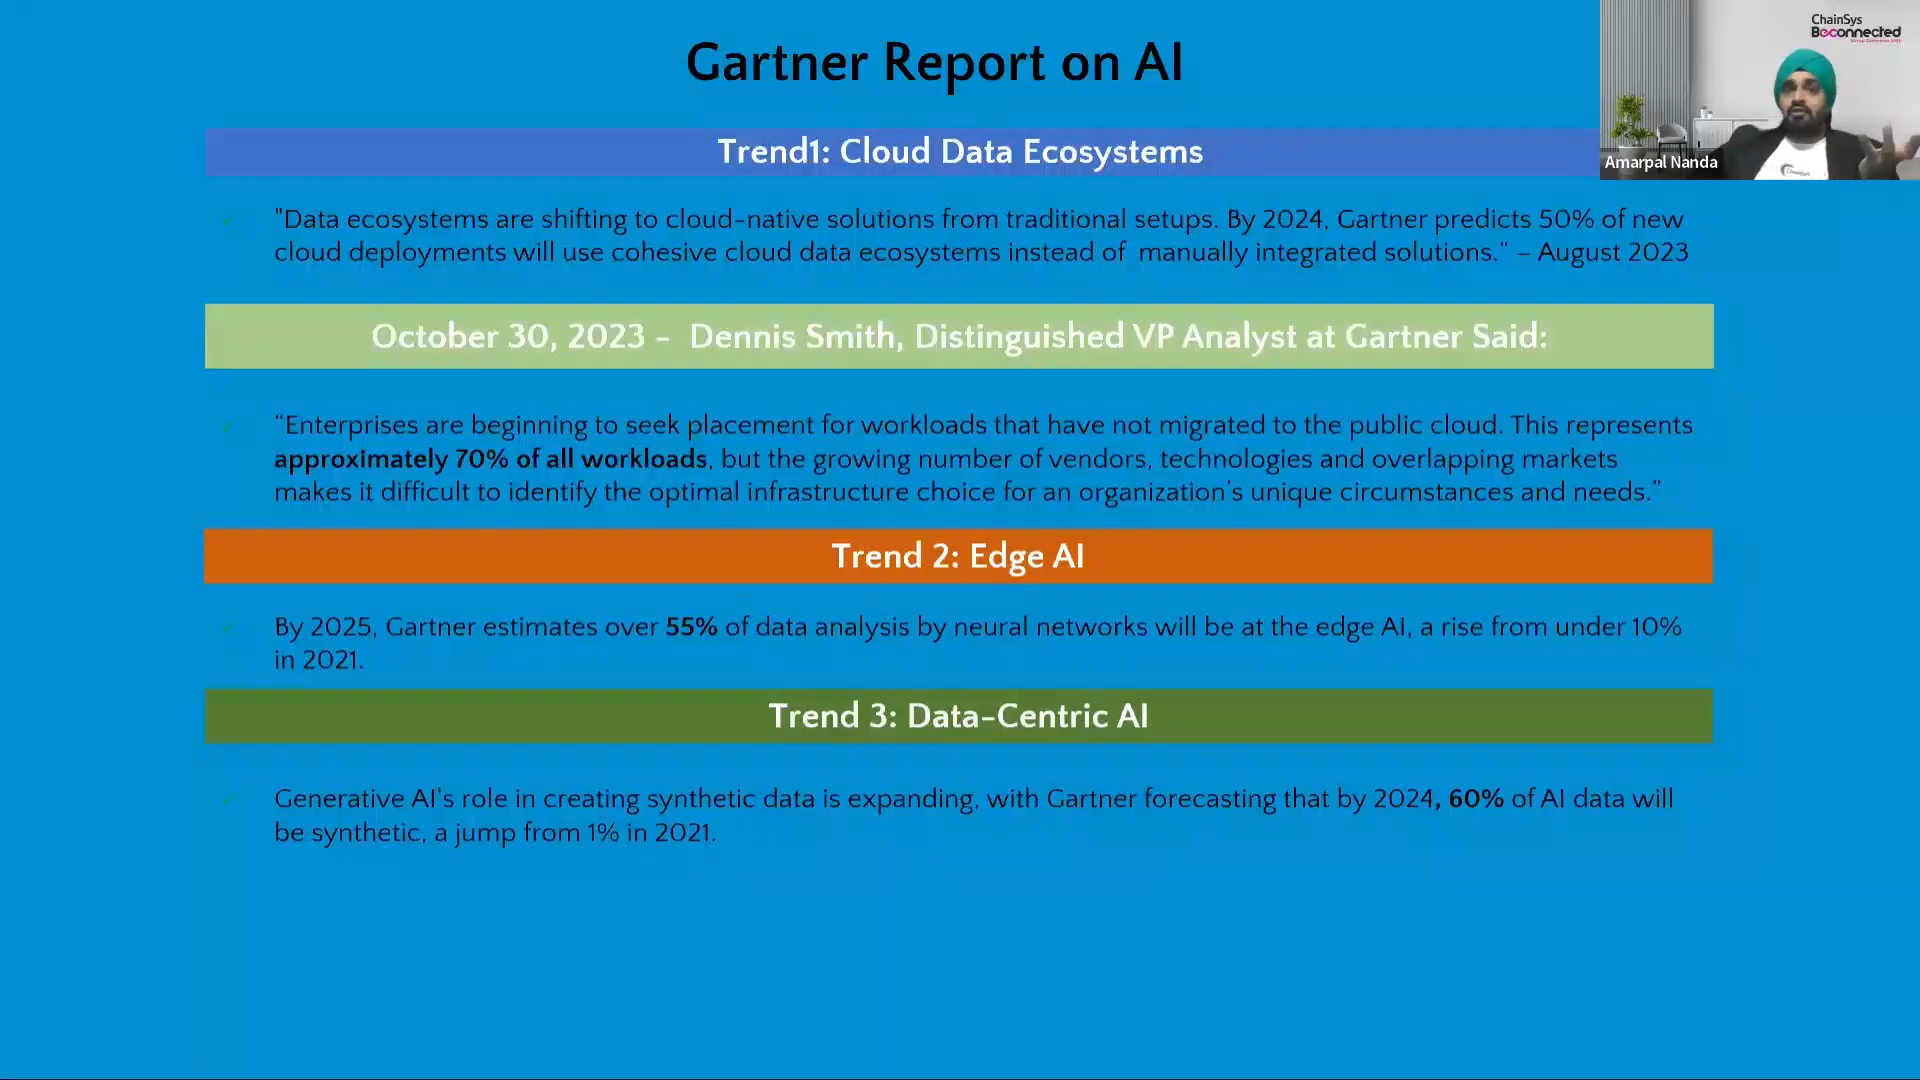 Gartner Report on AI
ChainSys
Beconnected
Trend1: Cloud Data Ecosystems
Amarpal Nanda
"Data ecosystems are shifting to cloud-native solutions from traditional setups. By 2024, Gartner predicts 50% of new
cloud deployments will use cohesive cloud data ecosystems instead of manually integrated solutions." – August 2023
October 30, 2023 - Dennis Smith, Distinguished VP Analyst at Gartner Said:
“Enterprises are beginning to seek placement for workloads that have not migrated to the public cloud. This represents
approximately 70% of all workloads, but the growing number of vendors, technologies and overlapping markets
makes it difficult to identify the optimal infrastructure choice for an organization's unique circumstances and needs.”
Trend 2: Edge AI
By 2025, Gartner estimates over 55% of data analysis by neural networks will be at the edge AI, a rise from under 10%
in 2021.
Trend 3: Data-Centric AI
Generative AI's role in creating synthetic data is expanding, with Gartner forecasting that by 2024, 60% of AI data will
be synthetic, a jump from 1% in 2021.